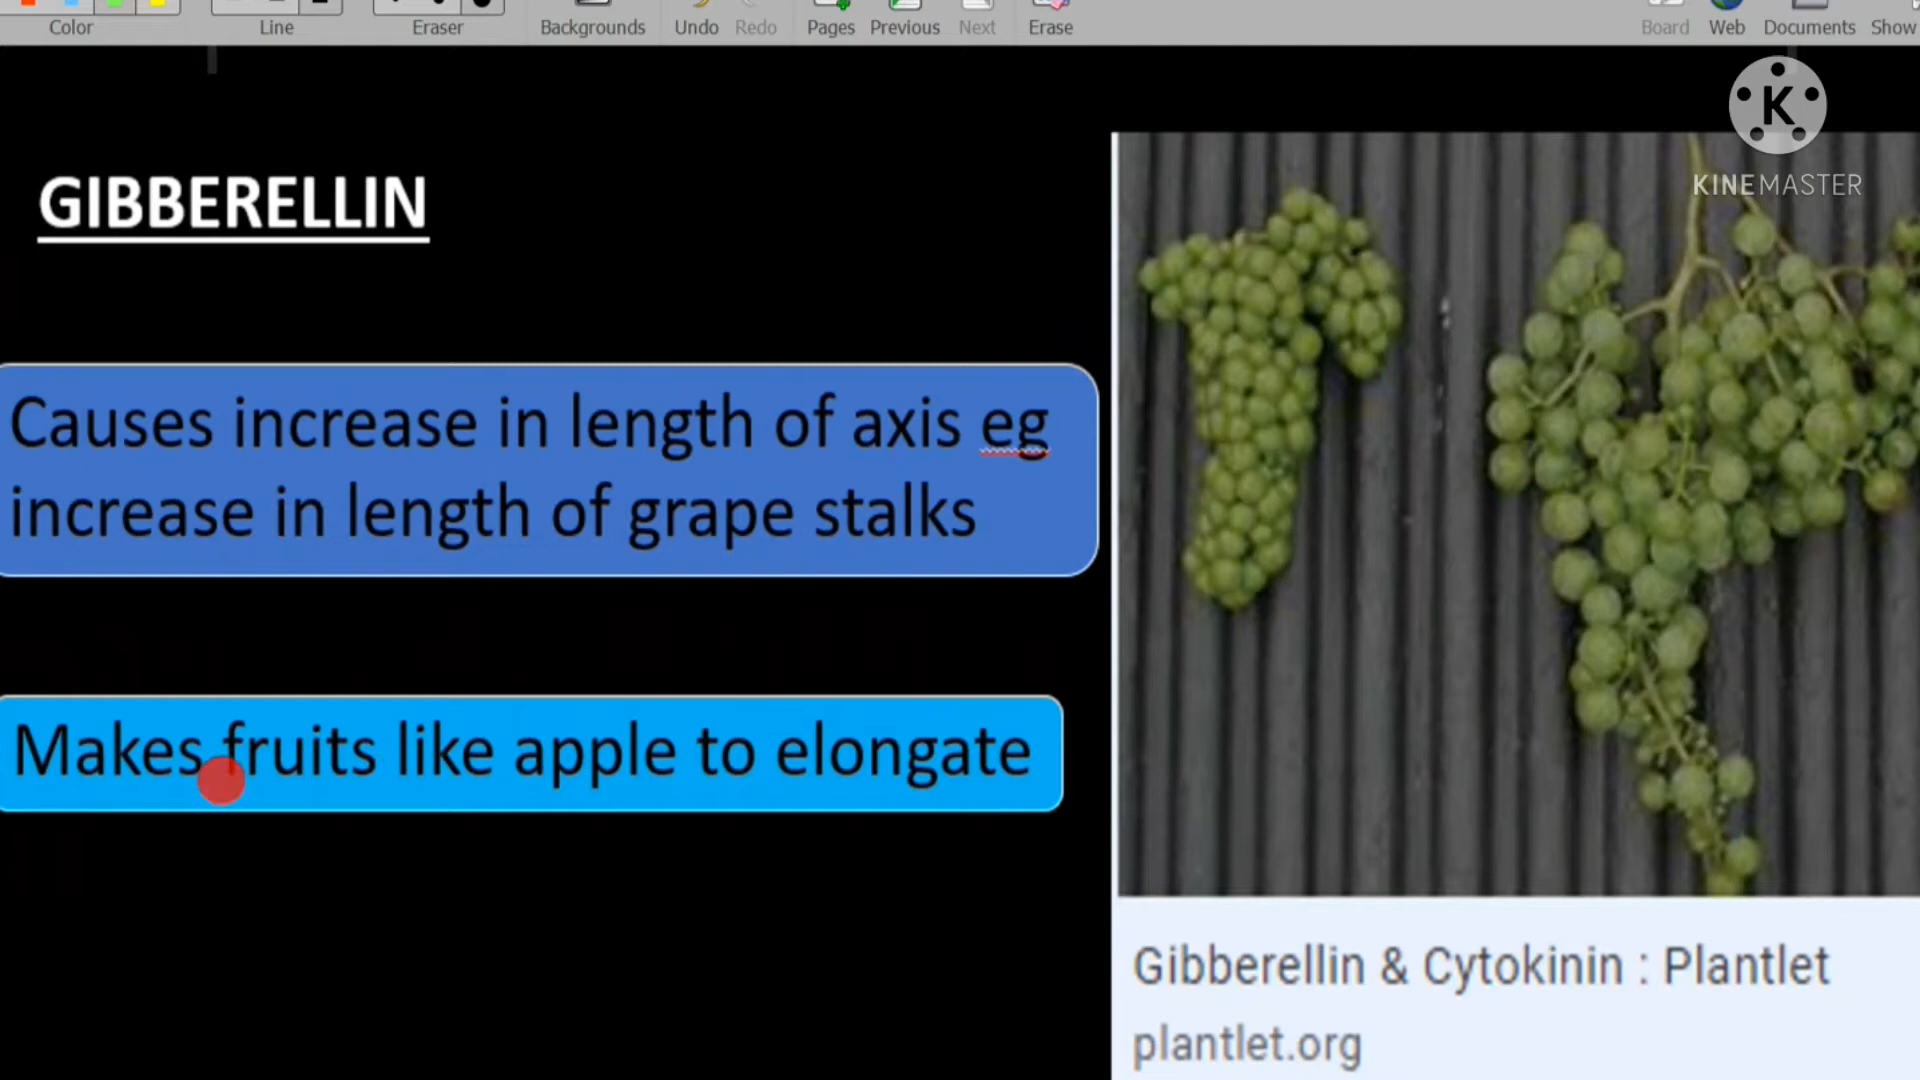 Color Line Eraser Backgrounds Undo Redo Pages Previous Next Erase Board Web Documents Show
K
KINEMASTER
GIBBERELLIN
Causes increase in length of axis eg
increase in length of grape stalks
Makes fruits like apple to elongate
Gibberellin & Cytokinin : Plantlet
plantlet.org